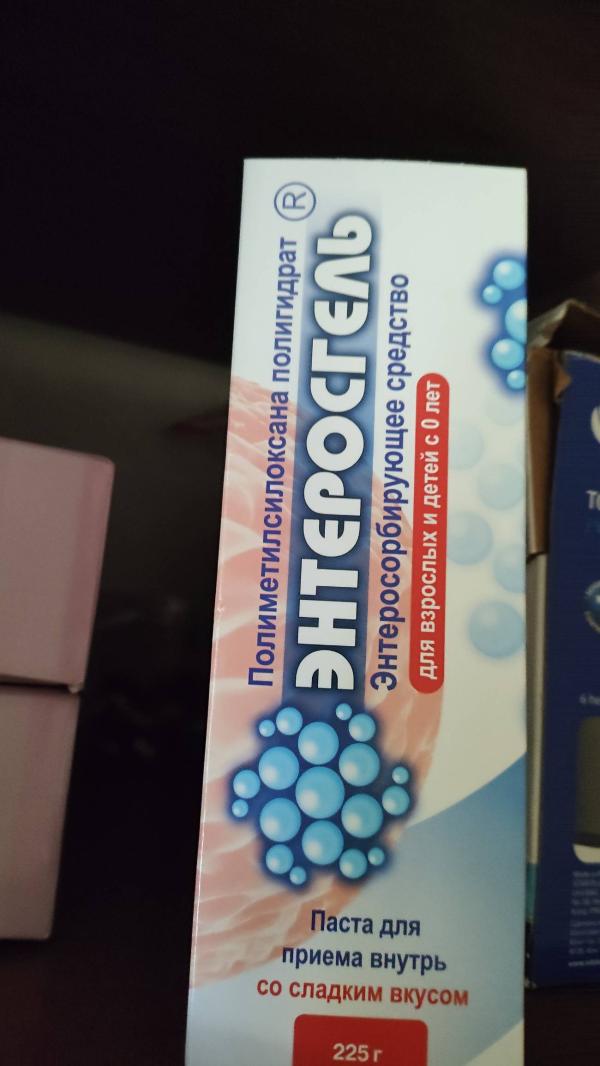 Полиметилсилоксана полигидрат
ЭНТЕРОСГЕЛЬ ®
Энтеросорбирующее средство
для взрослых и детей с 0 лет
Паста для
приема внутрь
со сладким вкусом
225 г